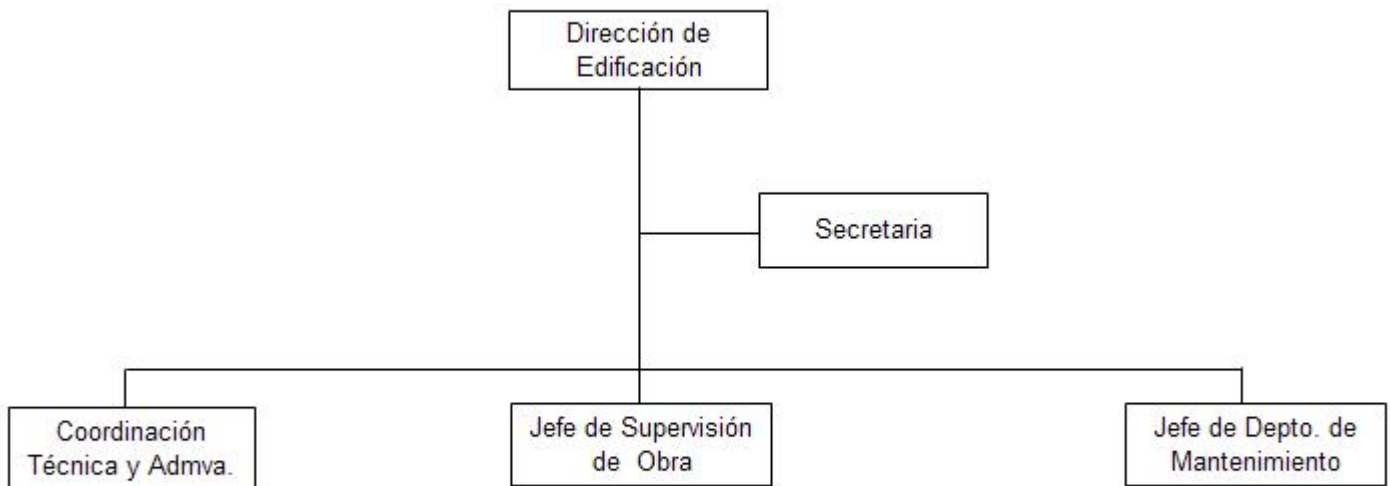 Dirección de
Edificación
Secretaria
Coordinación
Técnica y Admva.
Jefe de Supervisión
de Obra
Jefe de Depto. de
Mantenimiento